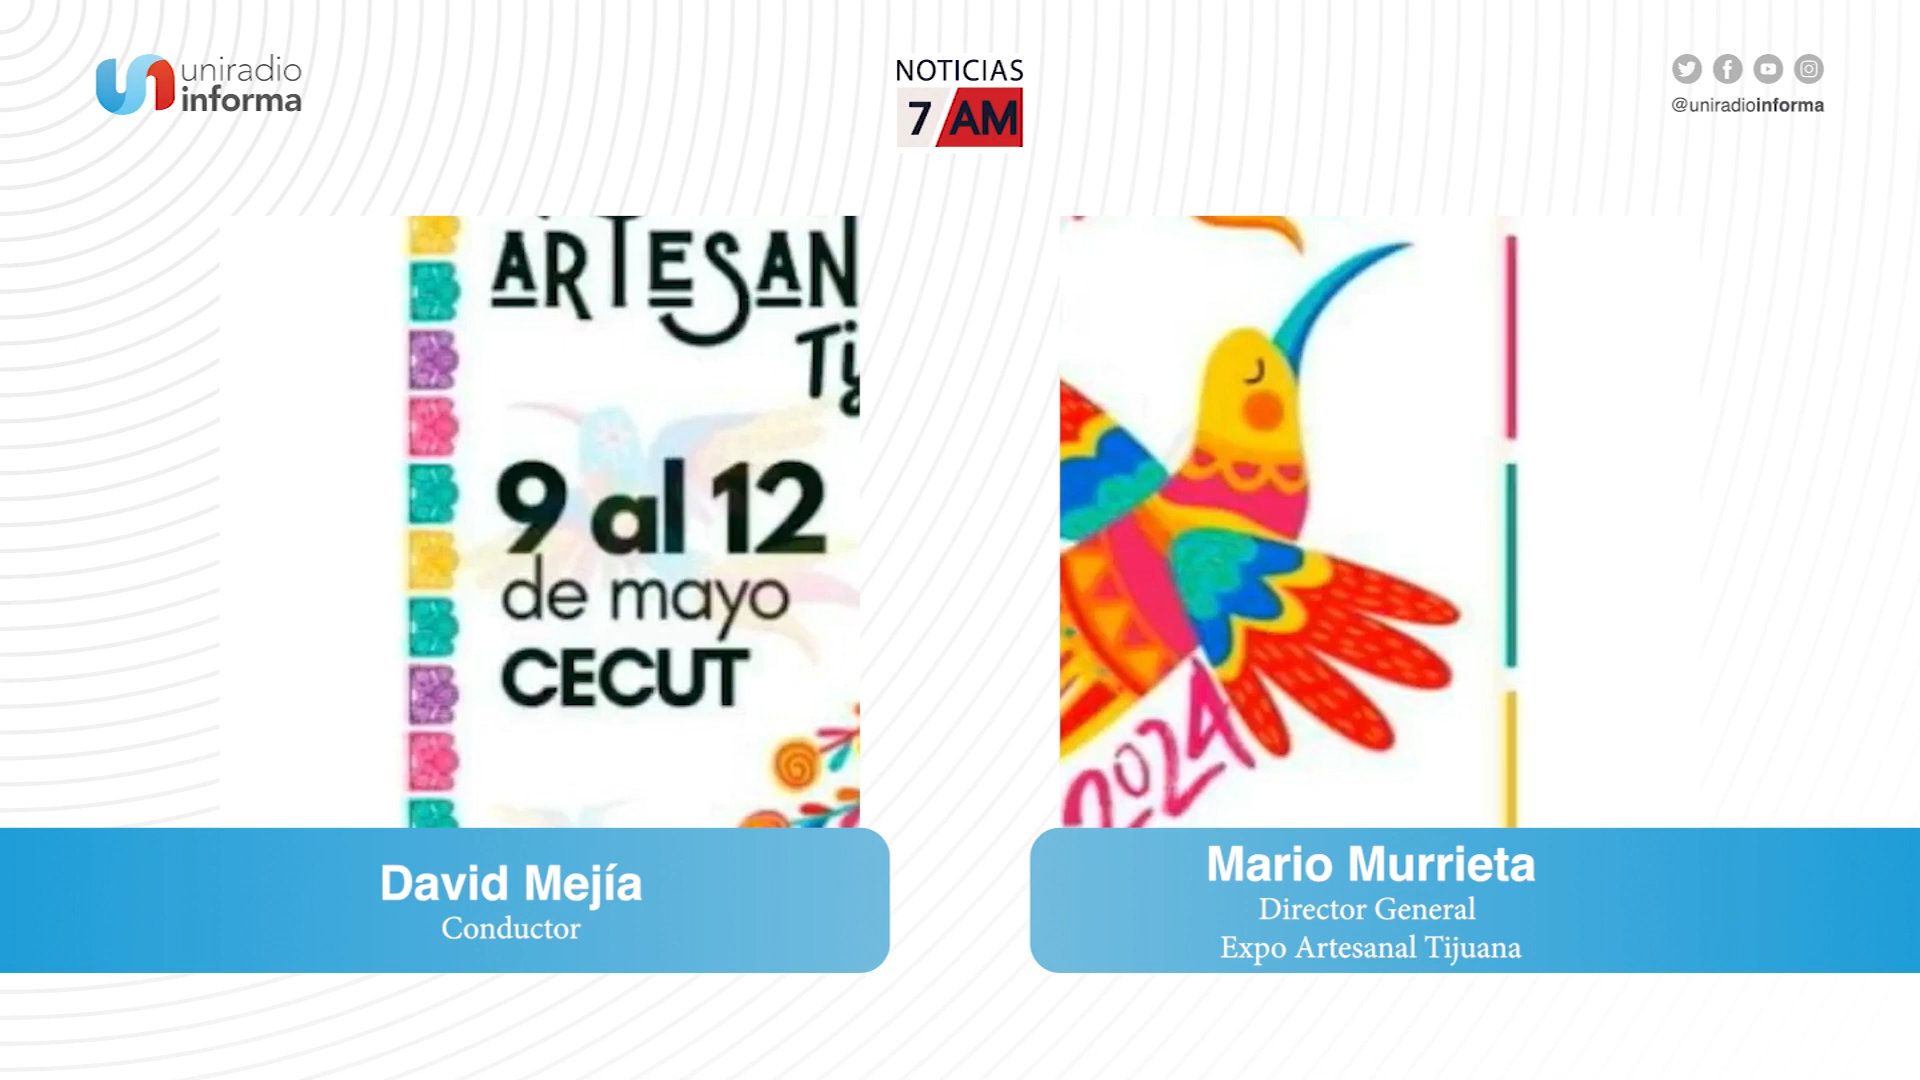 uniradio
informa
NOTICIAS
7 AM
@uniradioinforma
ARTESAN
Tij
9 al 12
de mayo
CECUT
2024
David Mejía
Conductor
Mario Murrieta
Director General
Expo Artesanal Tijuana